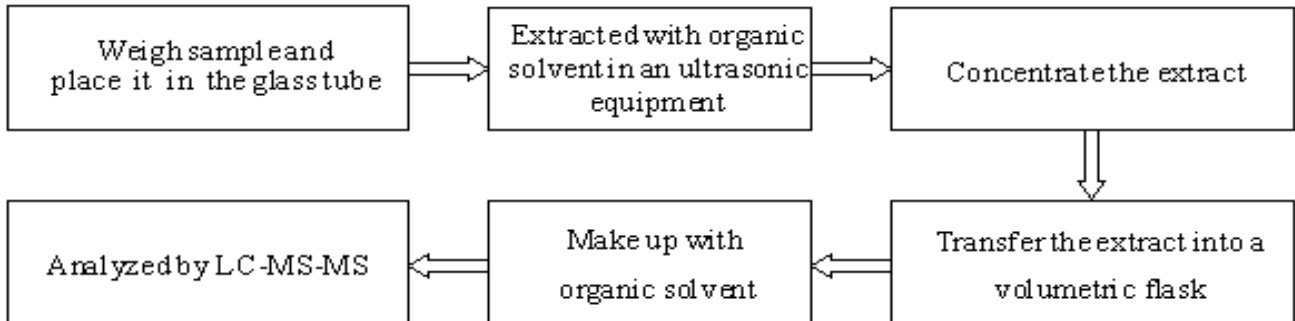 Weigh sample and
place it in the glass tube
Extracted with organic
solvent in an ultrasonic
equipment
Concentrate the extract
Transfer the extract into a
volumetric flask
Make up with
organic solvent
Analyzed by LC-MS-MS